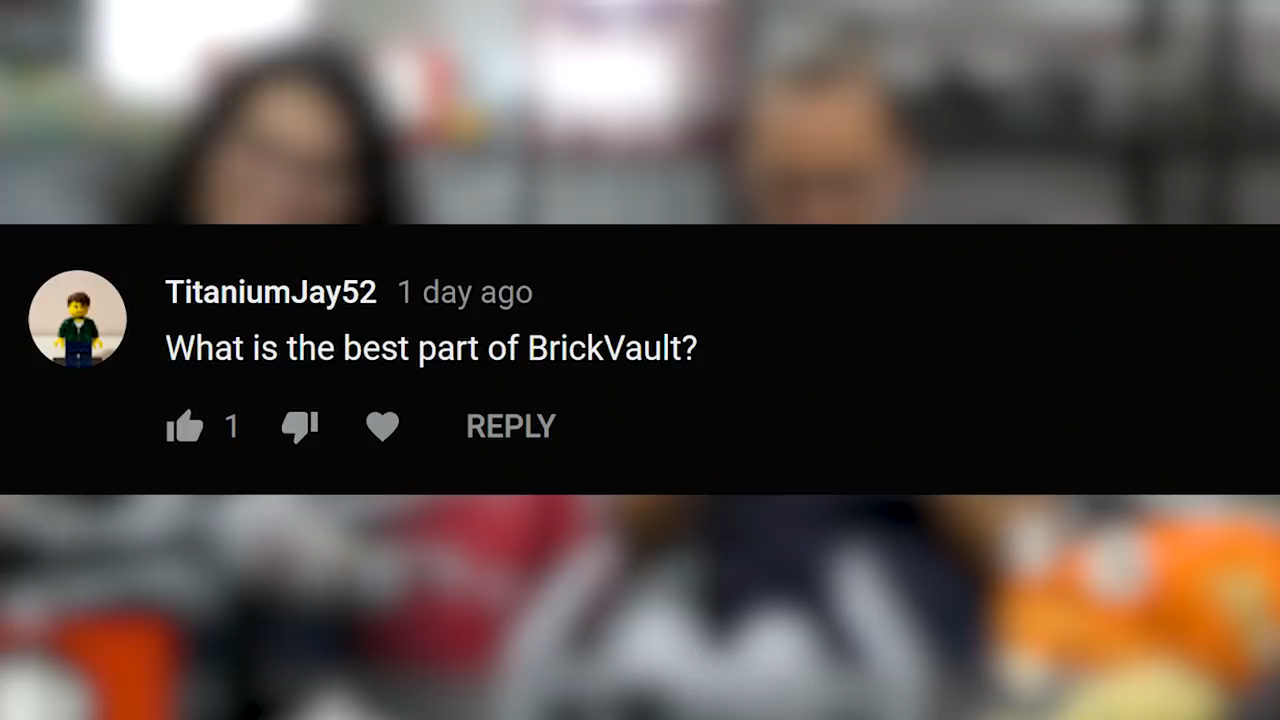 TitaniumJay52 1 day ago
What is the best part of BrickVault?
1 REPLY